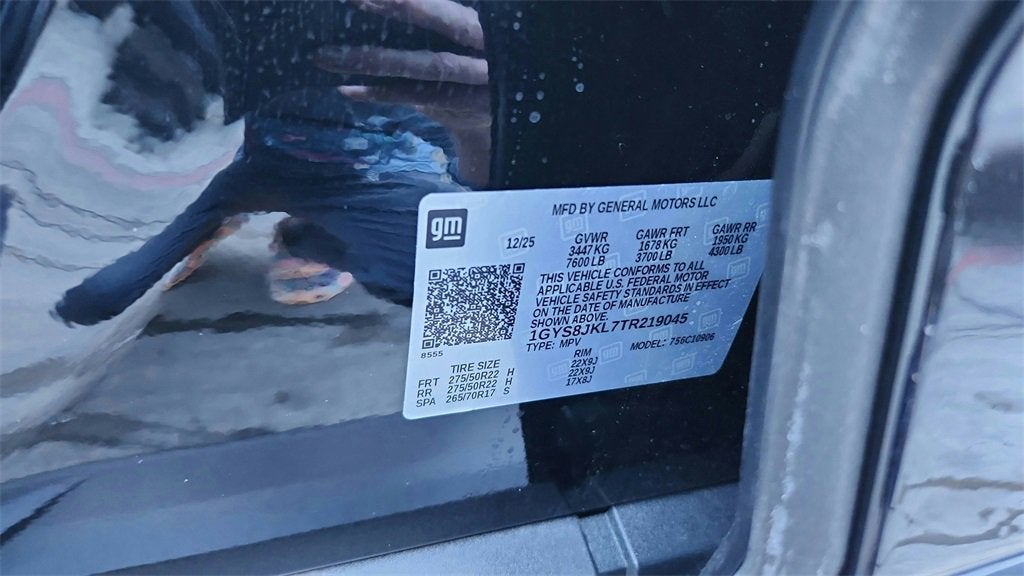 gm
MFD BY GENERAL MOTORS LLC
12/25 GVWR GAWR FRT GAWR RR
3447 KG 1678 KG 1950 KG
7600 LB 3700 LB 4300 LB
THIS VEHICLE CONFORMS TO ALL
APPLICABLE U.S. FEDERAL MOTOR
VEHICLE SAFETY STANDARDS IN EFFECT
ON THE DATE OF MANUFACTURE
SHOWN ABOVE.
1GYS8JKL7TR219045
TYPE: MPV MODEL: 756C10906
8555
TIRE SIZE RIM
FRT 275/50R22 H 22X9J
RR 275/50R22 H 22X9J
SPA 265/70R17 S 17X8J